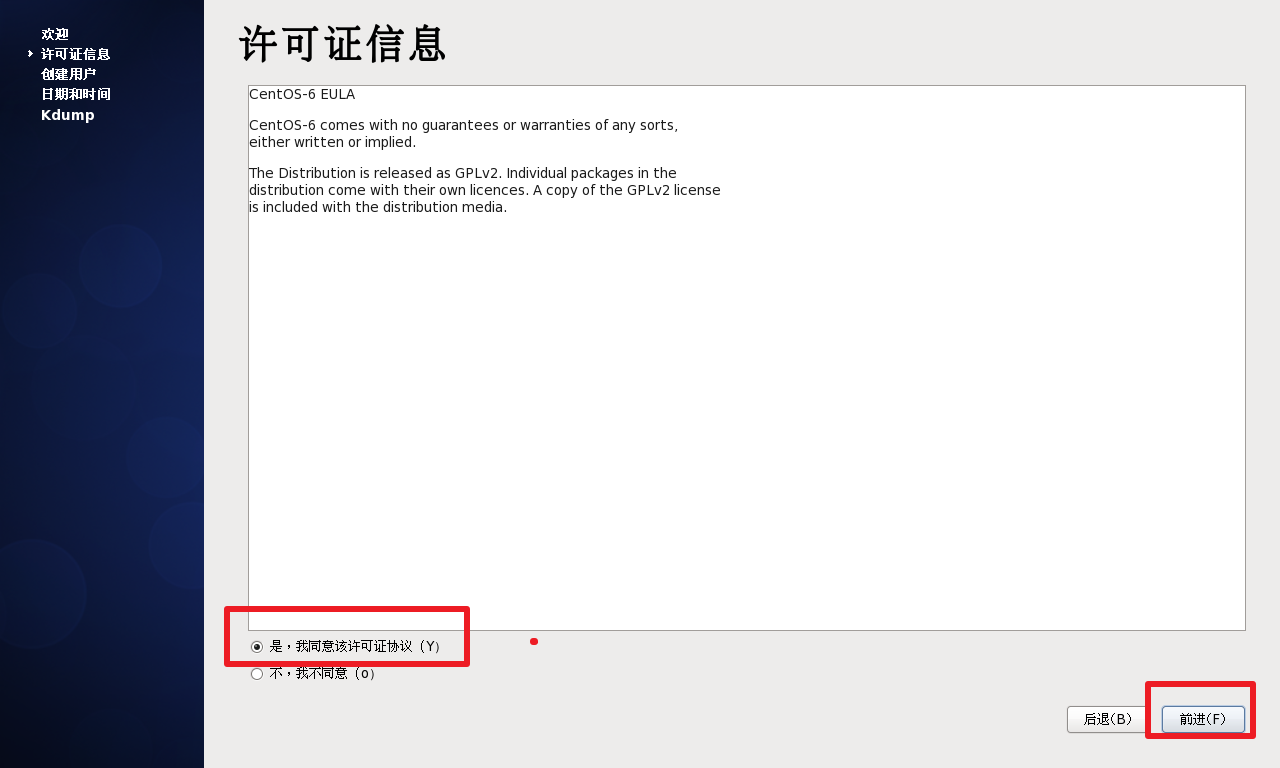 欢迎
许可证信息
创建用户
日期和时间
Kdump
许可证信息
CentOS-6 EULA
CentOS-6 comes with no guarantees or warranties of any sorts,
either written or implied.
The Distribution is released as GPLv2. Individual packages in the
distribution come with their own licences. A copy of the GPLv2 license
is included with the distribution media.
是，我同意该许可证协议（Y）
不，我不同意（o）
后退(B)
前进(F)